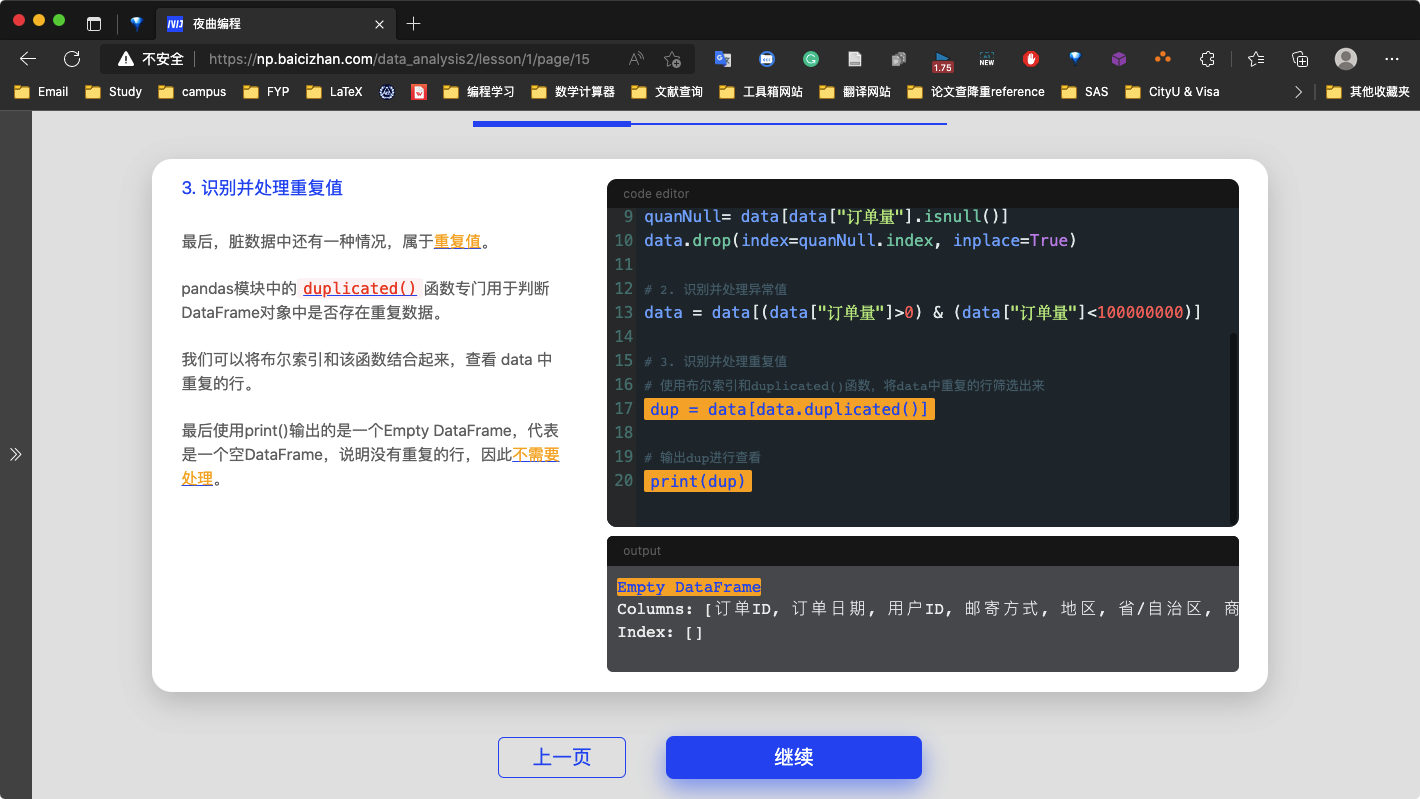 夜曲编程
不安全
https://np.baicizhan.com/data_analysis2/lesson/1/page/15
1.75
NEW
Email Study campus FYP LaTeX 编程学习 数学计算器 文献查询 工具箱网站 翻译网站 论文查降重reference SAS CityU & Visa 其他收藏夹
3. 识别并处理重复值
最后，脏数据中还有一种情况，属于重复值。
pandas模块中的 duplicated() 函数专门用于判断
DataFrame对象中是否存在重复数据。
我们可以将布尔索引和该函数结合起来，查看 data 中
重复的行。
最后使用print()输出的是一个Empty DataFrame，代表
是一个空DataFrame，说明没有重复的行，因此不需要
处理。
code editor
9 quanNull= data[data["订单量"].isnull()]
10 data.drop(index=quanNull.index, inplace=True)
11
12 # 2. 识别并处理异常值
13 data = data[(data["订单量"]>0) & (data["订单量"]<100000000)]
14
15 # 3. 识别并处理重复值
16 # 使用布尔索引和duplicated()函数，将data中重复的行筛选出来
17 dup = data[data.duplicated()]
18
19 # 输出dup进行查看
20 print(dup)
output
Empty DataFrame
Columns: [订单ID, 订单日期, 用户ID, 邮寄方式, 地区, 省/自治区, 商
Index: []
上一页
继续